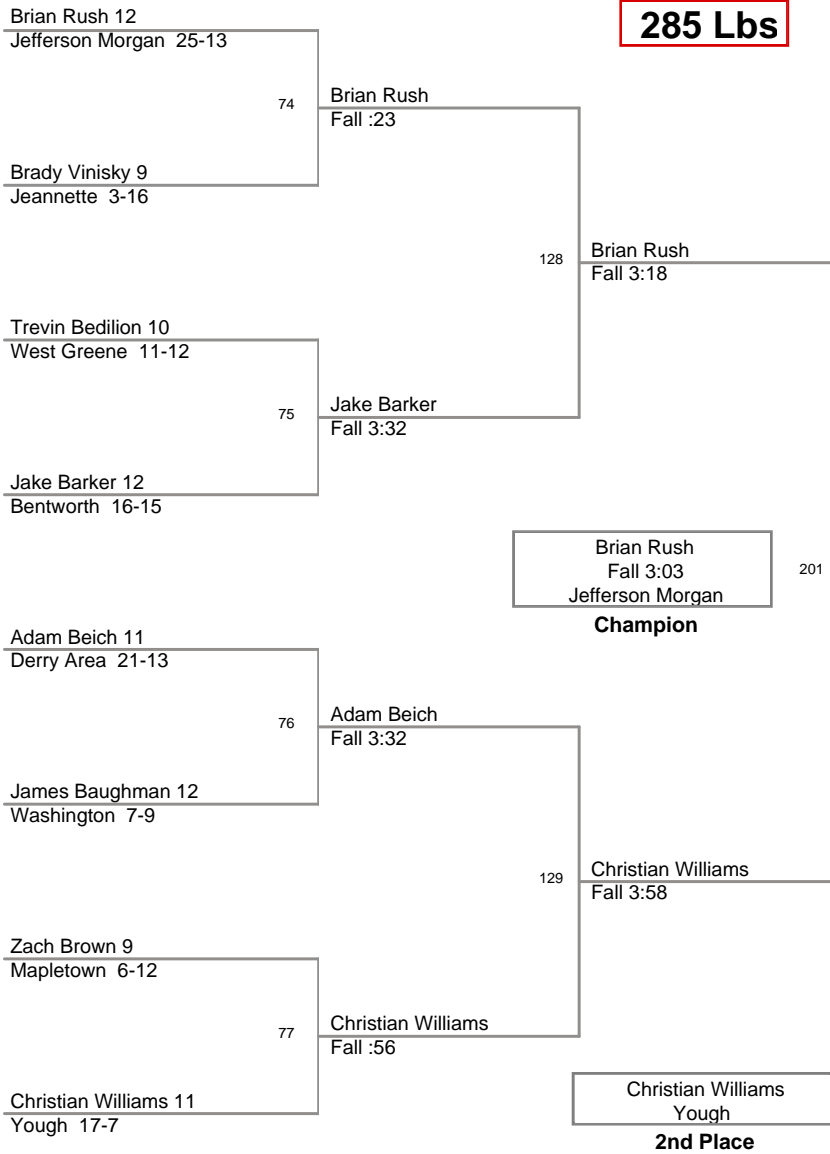 Brian Rush 12
285 Lbs
Jefferson Morgan 25-13
74
Brian Rush
Fall :23
Brady Vinisky 9
Jeannette 3-16
128
Brian Rush
Fall 3:18
Trevin Bedilion 10
West Greene 11-12
75
Jake Barker
Fall 3:32
Jake Barker 12
Bentworth 16-15
Brian Rush
Fall 3:03
Jefferson Morgan
201
Champion
Adam Beich 11
Derry Area 21-13
76
Adam Beich
Fall 3:32
James Baughman 12
Washington 7-9
129
Christian Williams
Fall 3:58
Zach Brown 9
Mapletown 6-12
77
Christian Williams
Fall :56
Christian Williams 11
Yough 17-7
Christian Williams
Yough
2nd Place